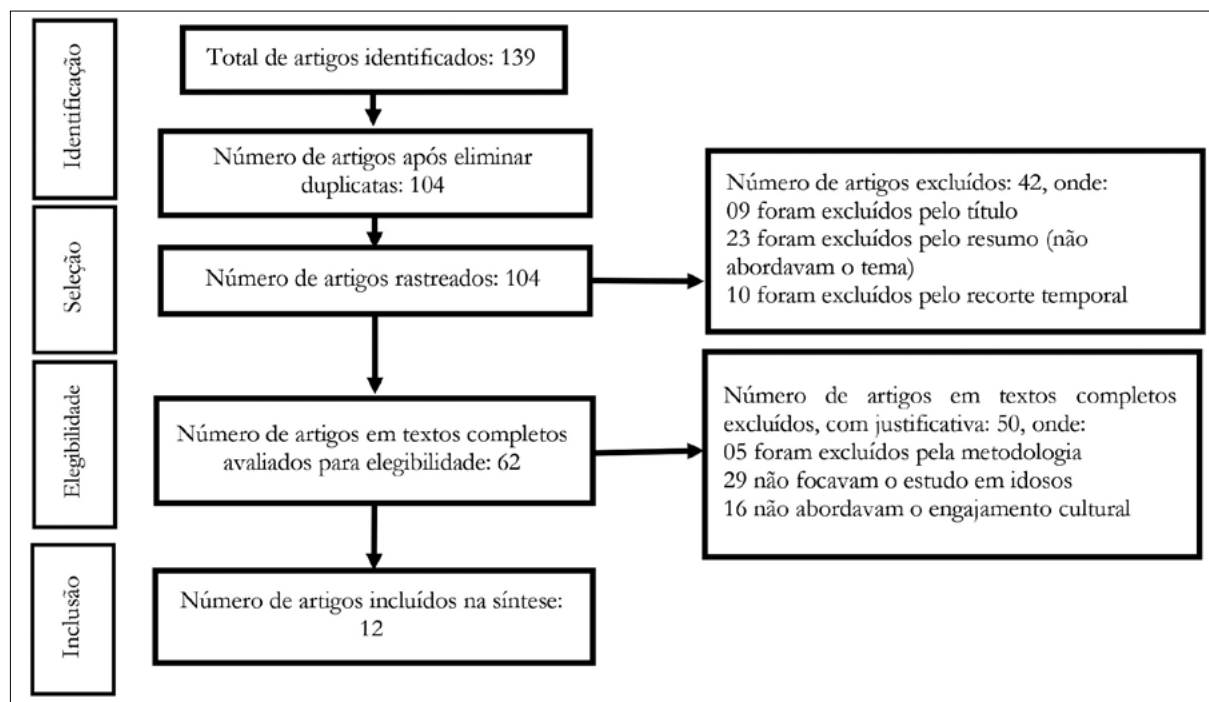 Identificação
Total de artigos identificados: 139
Número de artigos após eliminar
duplicatas: 104
Seleção
Número de artigos rastreados: 104
Número de artigos excluídos: 42, onde:
09 foram excluídos pelo título
23 foram excluídos pelo resumo (não
abordavam o tema)
10 foram excluídos pelo recorte temporal
Elegibilidade
Número de artigos em textos completos
avaliados para elegibilidade: 62
Número de artigos em textos completos
excluídos, com justificativa: 50, onde:
05 foram excluídos pela metodologia
29 não focavam o estudo em idosos
16 não abordavam o engajamento cultural
Inclusão
Número de artigos incluídos na síntese:
12